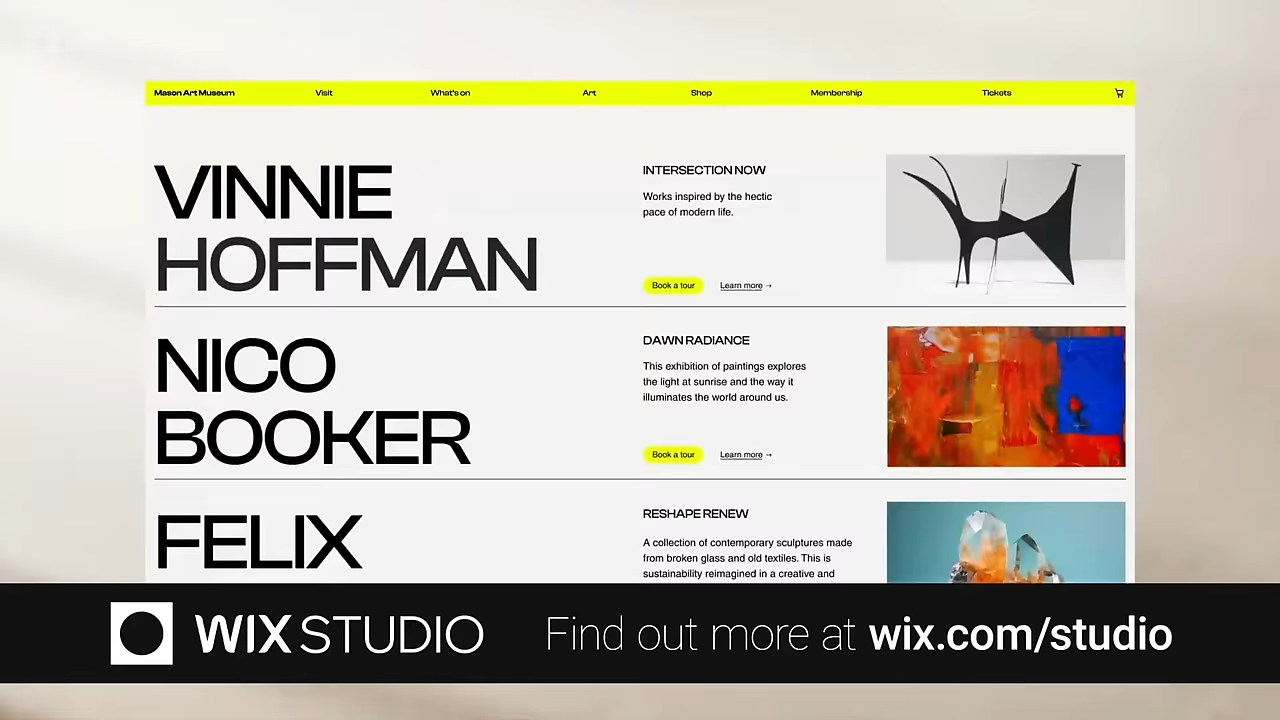 Mason Art Museum Visit What's on Art Shop Membership Tickets
VINNIE
HOFFMAN
INTERSECTION NOW
Works inspired by the hectic
pace of modern life.
Book a tour Learn more →
NICO
BOOKER
DAWN RADIANCE
This exhibition of paintings explores
the light at sunrise and the way it
illuminates the world around us.
Book a tour Learn more →
FELIX
RESHAPE RENEW
A collection of contemporary sculptures made
from broken glass and old textiles. This is
sustainability reimagined in a creative and
WIX STUDIO Find out more at wix.com/studio